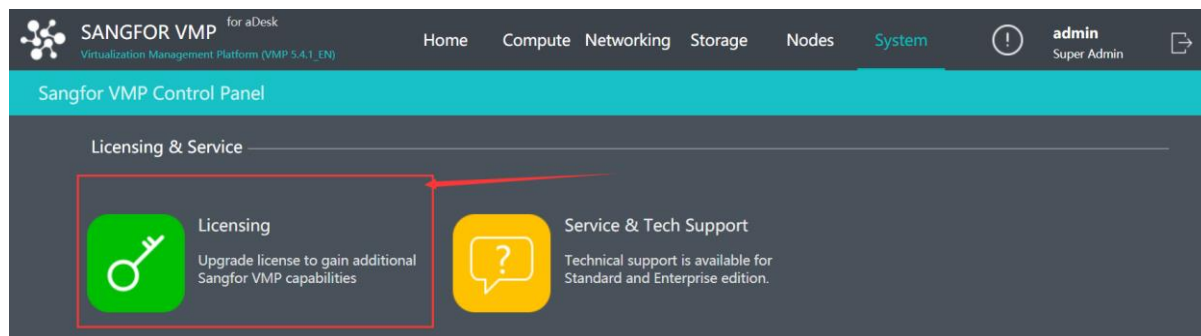 SANGFOR VMP for aDesk
Virtualization Management Platform (VMP 5.4.1_EN)
Home Compute Networking Storage Nodes System
admin
Super Admin
Sangfor VMP Control Panel
Licensing & Service
Licensing
Upgrade license to gain additional
Sangfor VMP capabilities
Service & Tech Support
Technical support is available for
Standard and Enterprise edition.